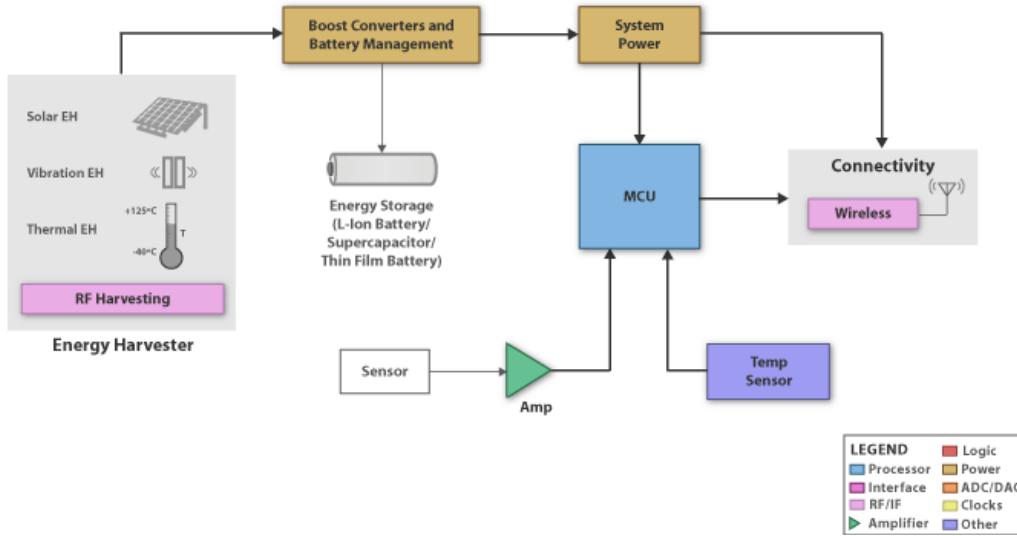 Boost Converters and
Battery Management
System
Power
Solar EH
Vibration EH
Thermal EH
+125°C
T
-40°C
RF Harvesting
Energy Harvester
Energy Storage
(L-Ion Battery/
Supercapacitor/
Thin Film Battery)
MCU
Connectivity
Wireless
Sensor
Amp
Temp
Sensor
LEGEND
Logic
Processor
Power
Interface
ADC/DAC
RF/IF
Clocks
Amplifier
Other